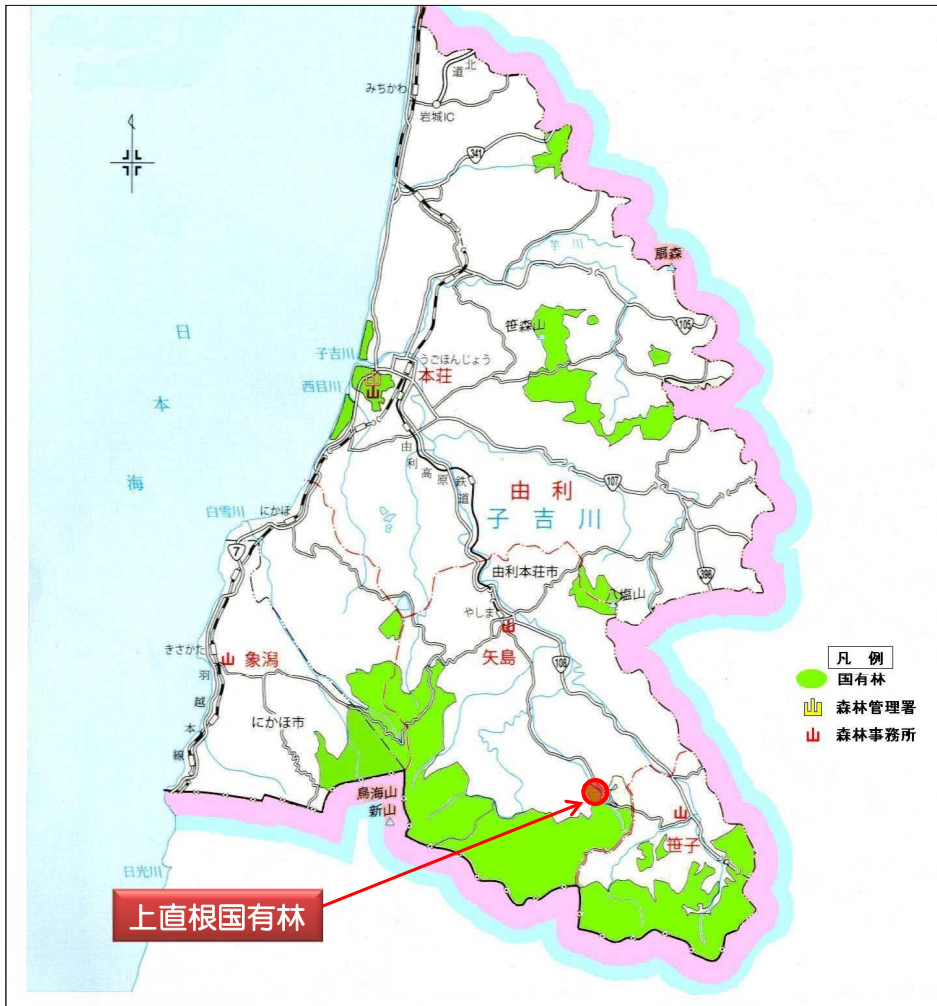 北
道
みちかわ
岩城IC
341
芋川
扇森
105
笹森山
日本海
子吉川
うごほんじょう
本荘
西目川
山
由利高原鉄道
107
由利
子吉川
白雪川
にかほ
7
398
由利本荘市
八塩山
やしま
山
矢島
108
きさかた
山 象潟
羽越本線
にかほ市
凡 例
国有林
森林管理署
山 森林事務所
鳥海山
新山
山
笹子
日光川
上直根国有林